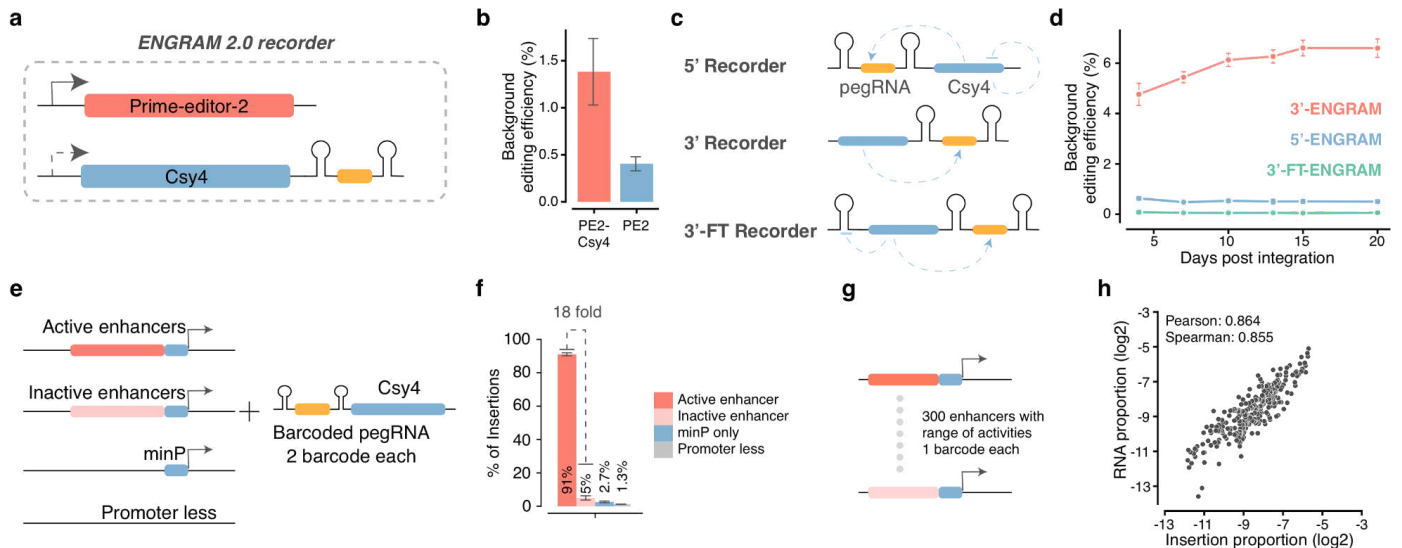 a
ENGRAM 2.0 recorder
Prime-editor-2
Csy4
b
Background
editing efficiency (%)
1.5
1.0
0.5
0.0
PE2-
Csy4
PE2
c
5’ Recorder
pegRNA
Csy4
3’ Recorder
3’-FT Recorder
d
Background
editing efficiency (%)
6
4
2
0
3’-ENGRAM
5’-ENGRAM
3’-FT-ENGRAM
5
10
15
20
Days post integration
e
Active enhancers
Inactive enhancers
minP
Promoter less
Csy4
Barcoded pegRNA
2 barcode each
f
18 fold
% of Insertions
100
80
60
40
20
0
91%
5%
2.7%
1.3%
Active enhancer
Inactive enhancer
minP only
Promoter less
g
300 enhancers with
range of activities
1 barcode each
h
Pearson: 0.864
Spearman: 0.855
RNA proportion (log2)
-3
-5
-7
-9
-11
-13
-13
-11
-9
-7
-5
-3
Insertion proportion (log2)